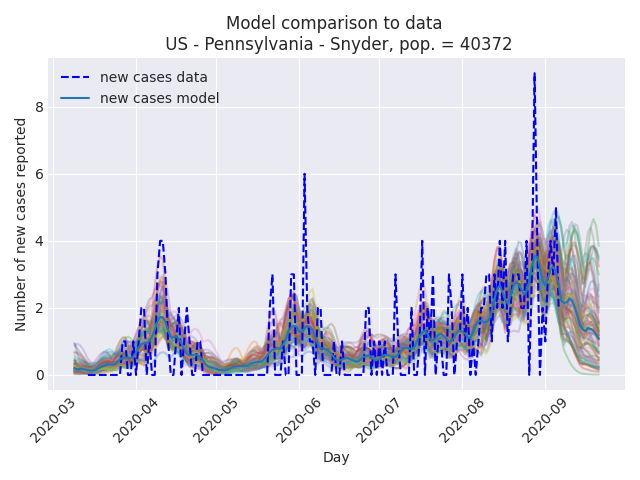 Model comparison to data
US - Pennsylvania - Snyder, pop. = 40372
new cases data
new cases model
Number of new cases reported
8
6
4
2
0
2020-03
2020-04
2020-05
2020-06
2020-07
2020-08
2020-09
Day